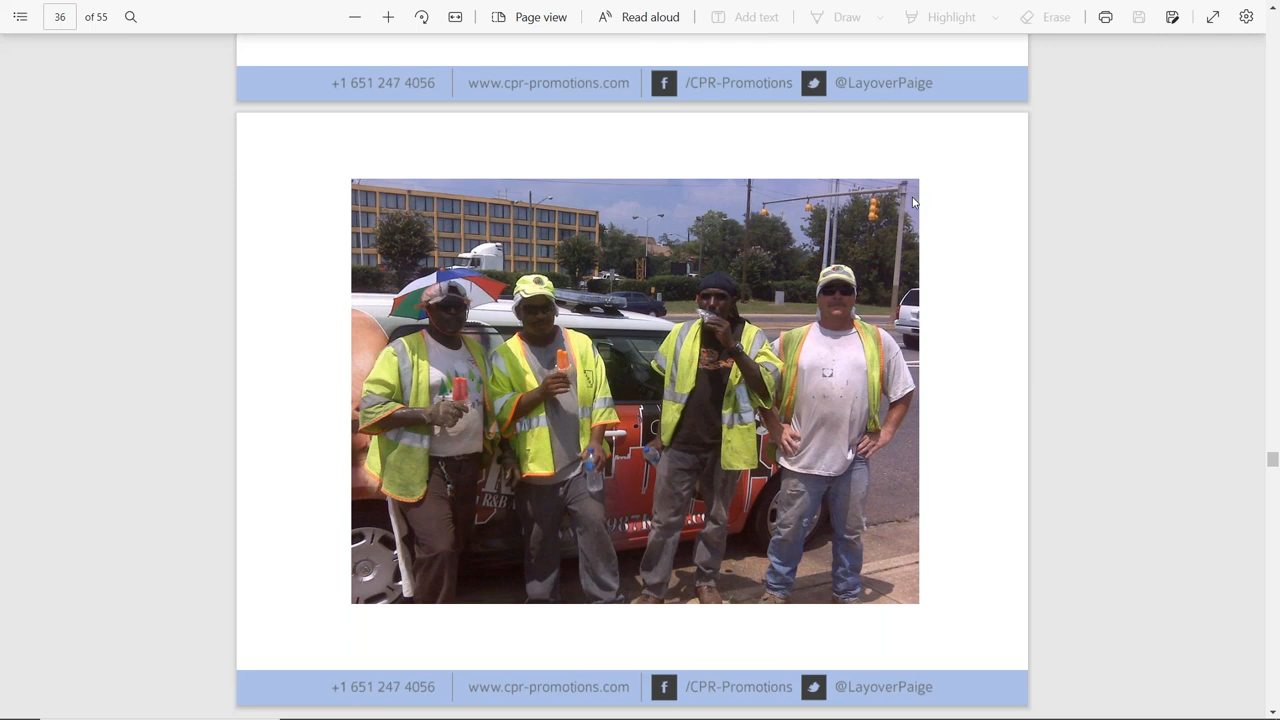 36 of 55 Page view Read aloud Add text Draw Highlight Erase
+1 651 247 4056 www.cpr-promotions.com f /CPR-Promotions @LayoverPaige
R&B
987
+1 651 247 4056 www.cpr-promotions.com f /CPR-Promotions @LayoverPaige